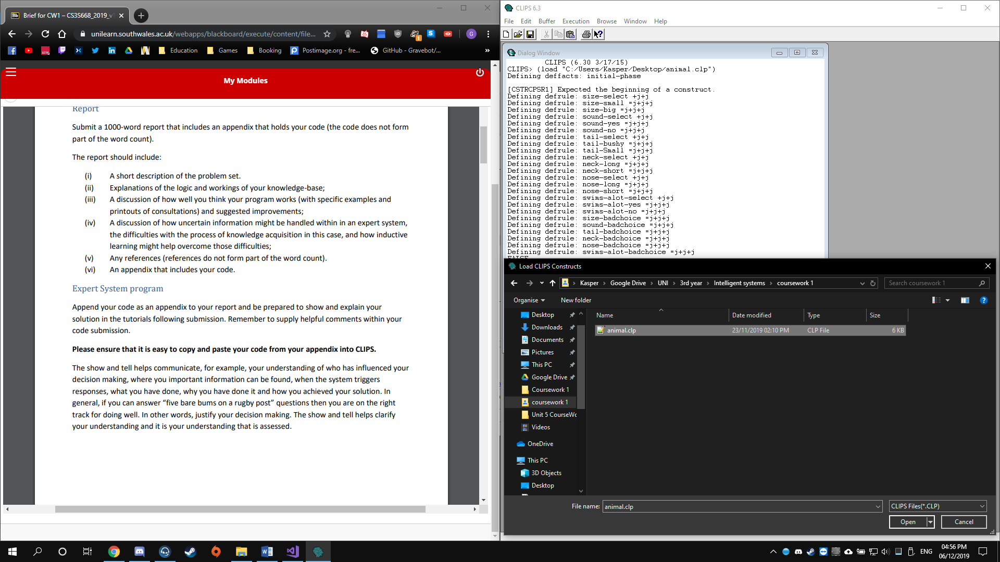 Brief for CW1 – CS3S668_2019_v
unilearn.southwales.ac.uk/webapps/blackboard/execute/content/file...
G
Education
Games
Booking
Postimage.org - fre...
GitHub - Gravebot/...
»
My Modules
Report
Submit a 1000-word report that includes an appendix that holds your code (the code does not form
part of the word count).
The report should include:
(i) A short description of the problem set.
(ii) Explanations of the logic and workings of your knowledge-base;
(iii) A discussion of how well you think your program works (with specific examples and
printouts of consultations) and suggested improvements;
(iv) A discussion of how uncertain information might be handled within in an expert system,
the difficulties with the process of knowledge acquisition in this case, and how inductive
learning might help overcome those difficulties;
(v) Any references (references do not form part of the word count).
(vi) An appendix that includes your code.
Expert System program
Append your code as an appendix to your report and be prepared to show and explain your
solution in the tutorials following submission. Remember to supply helpful comments within your
code submission.
Please ensure that it is easy to copy and paste your code from your appendix into CLIPS.
The show and tell helps communicate, for example, your understanding of who has influenced your
decision making, where you important information can be found, when the system triggers
responses, what you have done, why you have done it and how you achieved your solution. In
general, if you can answer “five bare bums on a rugby post” questions then you are on the right
track for doing well. In other words, justify your decision making. The show and tell helps clarify
your understanding and it is your understanding that is assessed.
CLIPS 6.3
File Edit Buffer Execution Browse Window Help
Dialog Window
CLIPS (6.30 3/17/15)
CLIPS> (load "C:/Users/Kasper/Desktop/animal.clp")
Defining deffacts: initial-phase
[CSTRCPSR1] Expected the beginning of a construct.
Defining defrule: size-select +j+j
Defining defrule: size-small =j+j+j
Defining defrule: size-big =j+j+j
Defining defrule: sound-select +j+j
Defining defrule: sound-yes =j+j+j
Defining defrule: sound-no =j+j+j
Defining defrule: tail-select +j+j
Defining defrule: tail-bushy =j+j+j
Defining defrule: tail-Small =j+j+j
Defining defrule: neck-select +j+j
Defining defrule: neck-long =j+j+j
Defining defrule: neck-short =j+j+j
Defining defrule: nose-select +j+j
Defining defrule: nose-long =j+j+j
Defining defrule: nose-short =j+j+j
Defining defrule: swims-alot-select +j+j
Defining defrule: swims-alot-yes =j+j+j
Defining defrule: swims-alot-no =j+j+j
Defining defrule: size-badchoice =j+j+j
Defining defrule: sound-badchoice =j+j+j
Defining defrule: tail-badchoice =j+j+j
Defining defrule: neck-badchoice =j+j+j
Defining defrule: nose-badchoice =j+j+j
Defining defrule: swims-alot-badchoice =j+j+j
FALSE
Load CLIPS Constructs
Kasper › Google Drive › UNI › 3rd year › Intelligent systems › coursework 1
Search coursework 1
Organise
New folder
Name Date modified Type Size
animal.clp 23/11/2019 02:10 PM CLP File 6 KB
Desktop
Downloads
Documents
Pictures
This PC
Google Drive
Coursework 1
coursework 1
Unit 5 CourseWo
Videos
OneDrive
This PC
3D Objects
Desktop
File name: animal.clp
CLIPS Files(*.CLP)
Open
Cancel
ENG
04:56 PM
06/12/2019